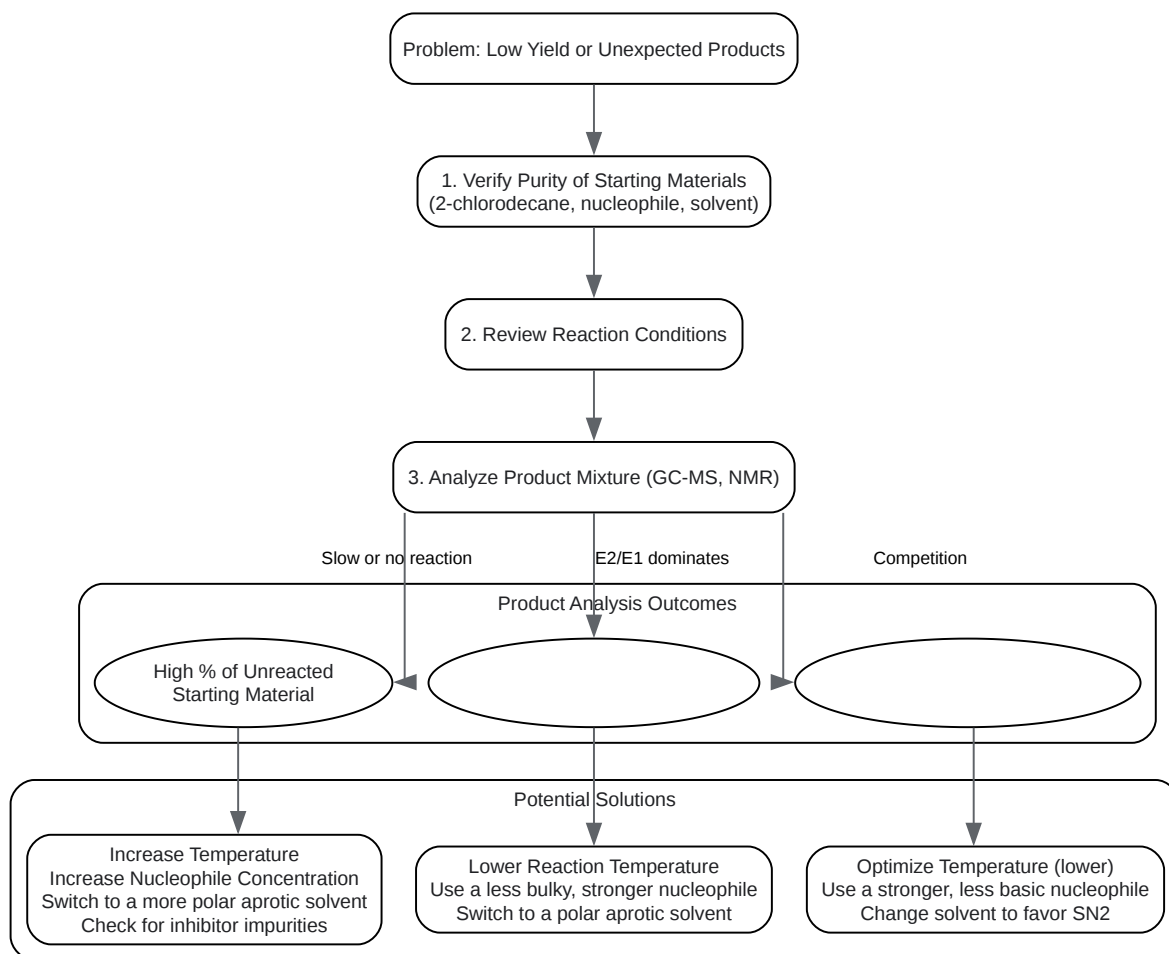 Problem: Low Yield or Unexpected Products
1. Verify Purity of Starting Materials
(2-chlorodecane, nucleophile, solvent)
2. Review Reaction Conditions
3. Analyze Product Mixture (GC-MS, NMR)
Slow or no reaction
E2/E1 dominates
Competition
Product Analysis Outcomes
High % of Unreacted
Starting Material
Potential Solutions
Increase Temperature
Increase Nucleophile Concentration
Switch to a more polar aprotic solvent
Check for inhibitor impurities
Lower Reaction Temperature
Use a less bulky, stronger nucleophile
Switch to a polar aprotic solvent
Optimize Temperature (lower)
Use a stronger, less basic nucleophile
Change solvent to favor SN2